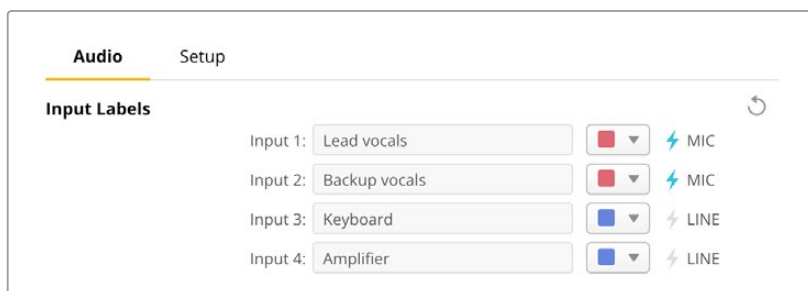 Audio Setup
Input Labels
Input 1: Lead vocals MIC
Input 2: Backup vocals MIC
Input 3: Keyboard LINE
Input 4: Amplifier LINE